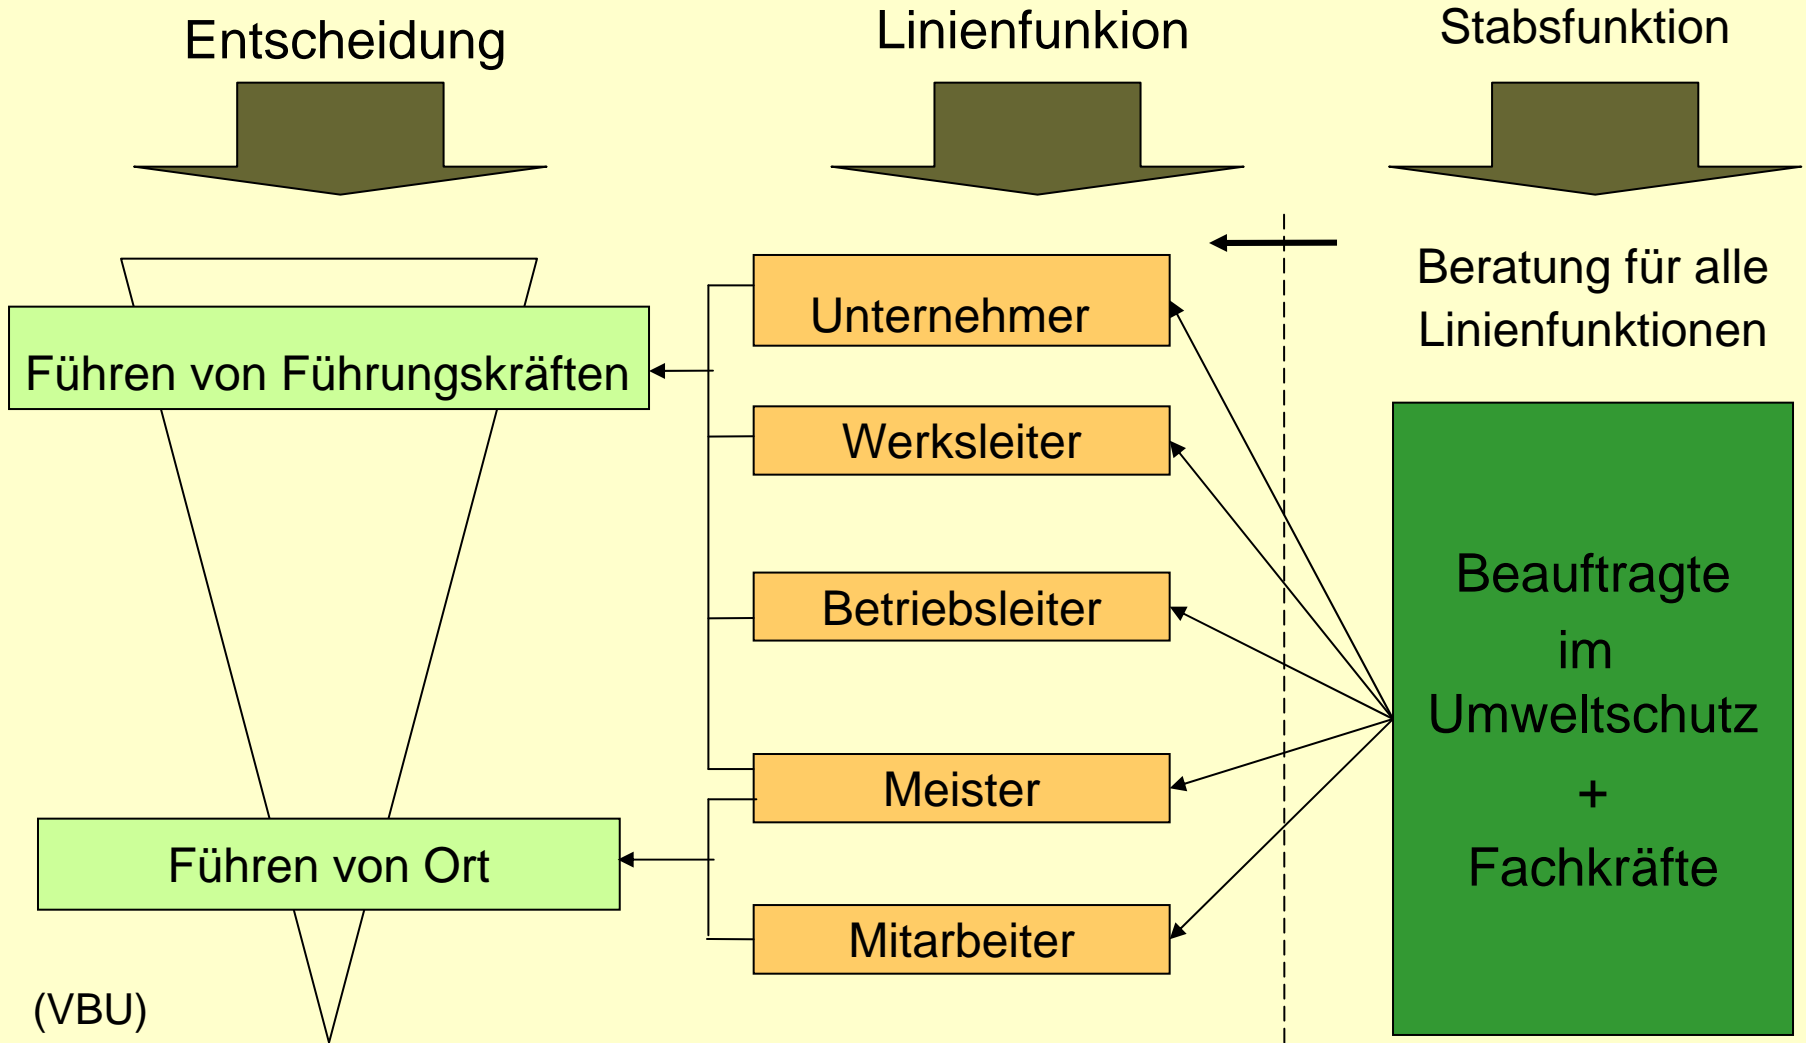 Entscheidung
Linienfunkion
Stabsfunktion
Beratung für alle
Linienfunktionen
Führen von Führungskräften
Führen von Ort
Unternehmer
Werksleiter
Betriebsleiter
Meister
Mitarbeiter
Beauftragte
im
Umweltschutz
+
Fachkräfte
(VBU)